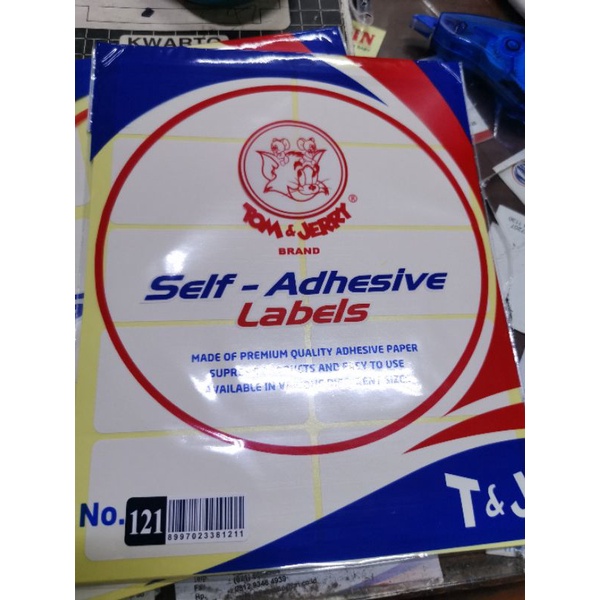 KWARTO
IN
TOM & JERRY®
BRAND
Self - Adhesive
Labels
MADE OF PREMIUM QUALITY ADHESIVE PAPER
AND EASY TO USE
AVAILABLE IN
No. 121
8997023381211
T & J